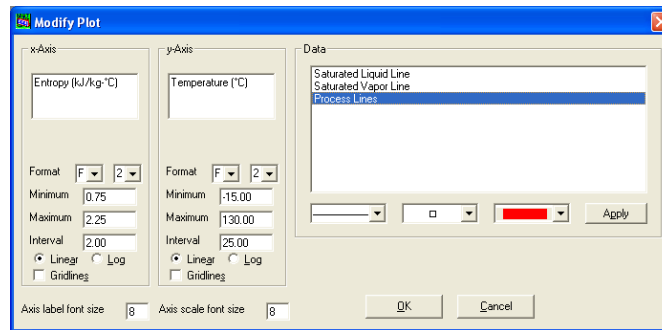 Modify Plot
x-Axis
Entropy (kJ/kg-°C)
Format F 2
Minimum 0.75
Maximum 2.25
Interval 2.00
Linear Log
Gridlines
y-Axis
Temperature (°C)
Format F 2
Minimum -15.00
Maximum 130.00
Interval 25.00
Linear Log
Gridlines
Data
Saturated Liquid Line
Saturated Vapor Line
Process Lines
Apply
Axis label font size 8
Axis scale font size 8
OK
Cancel